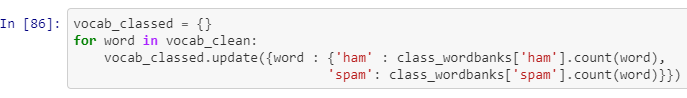 In [86]: vocab_classed = {}
for word in vocab_clean:
    vocab_classed.update({word : {'ham' : class_wordbanks['ham'].count(word),
                                  'spam': class_wordbanks['spam'].count(word)}})